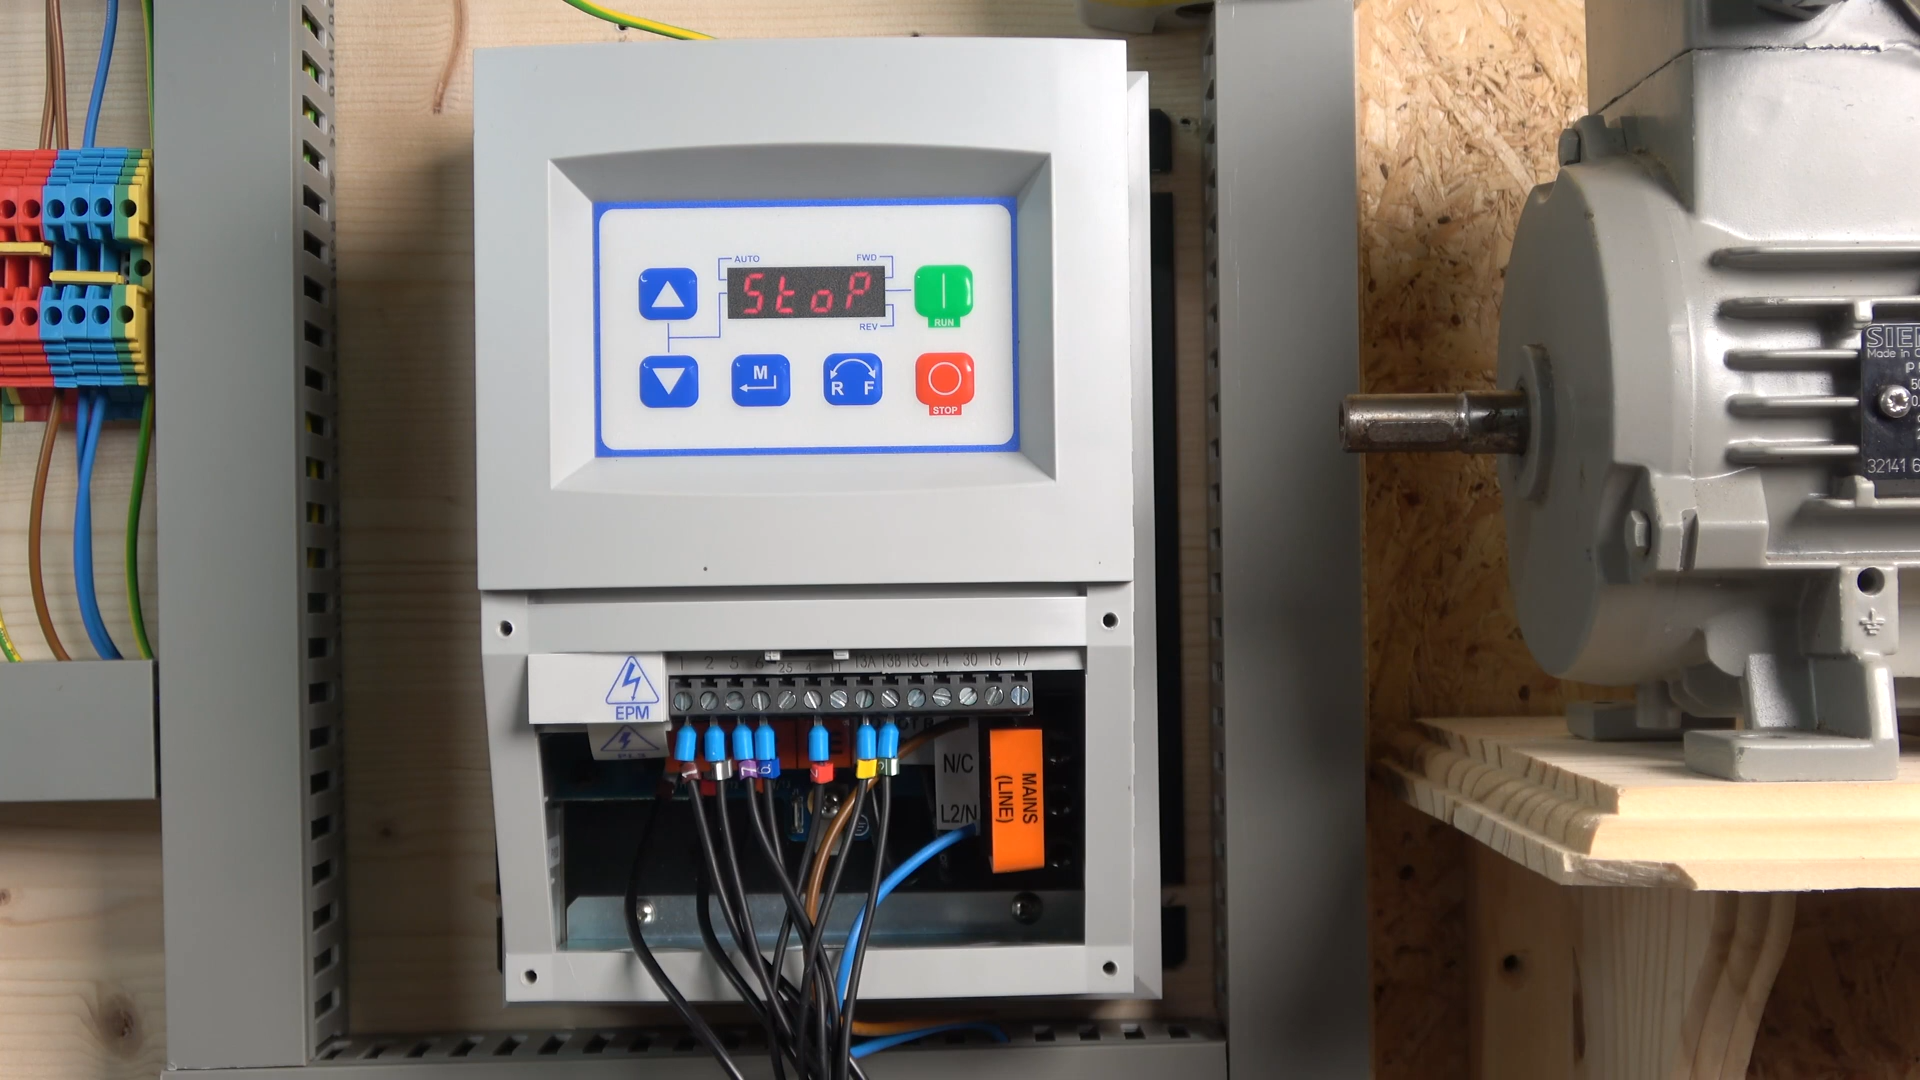 AUTO
FWD
StoP
REV
RUN
M
R F
STOP
1 2 5 6 25 4 11 13A 13B 13C 14 30 16 17
EPM
N/C
L2/N
MAINS
(LINE)
Made in
32141 6